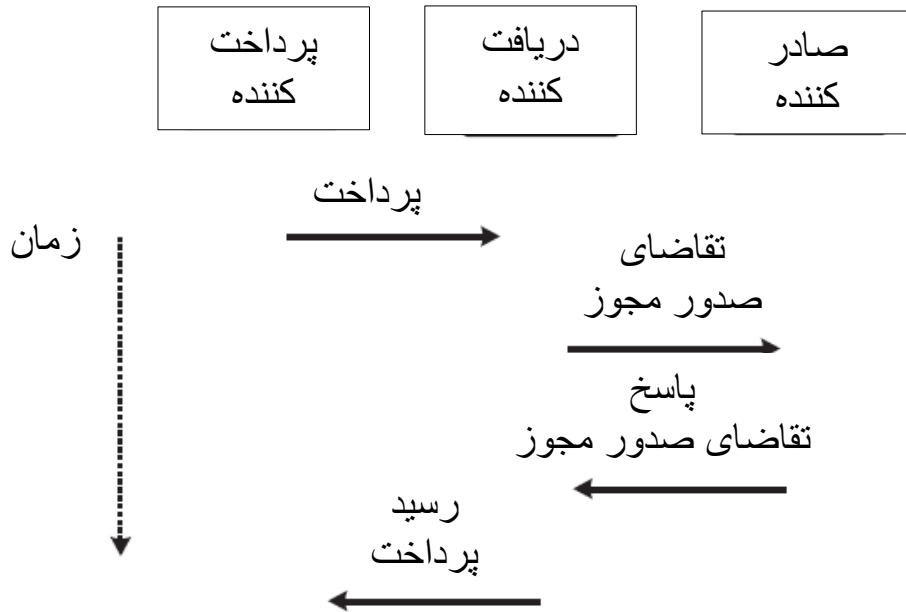 صادر
کننده
دریافت
کننده
پرداخت
کننده
پرداخت
زمان
تقاضای
صدور مجوز
پاسخ
تقاضای صدور مجوز
رسید
پرداخت